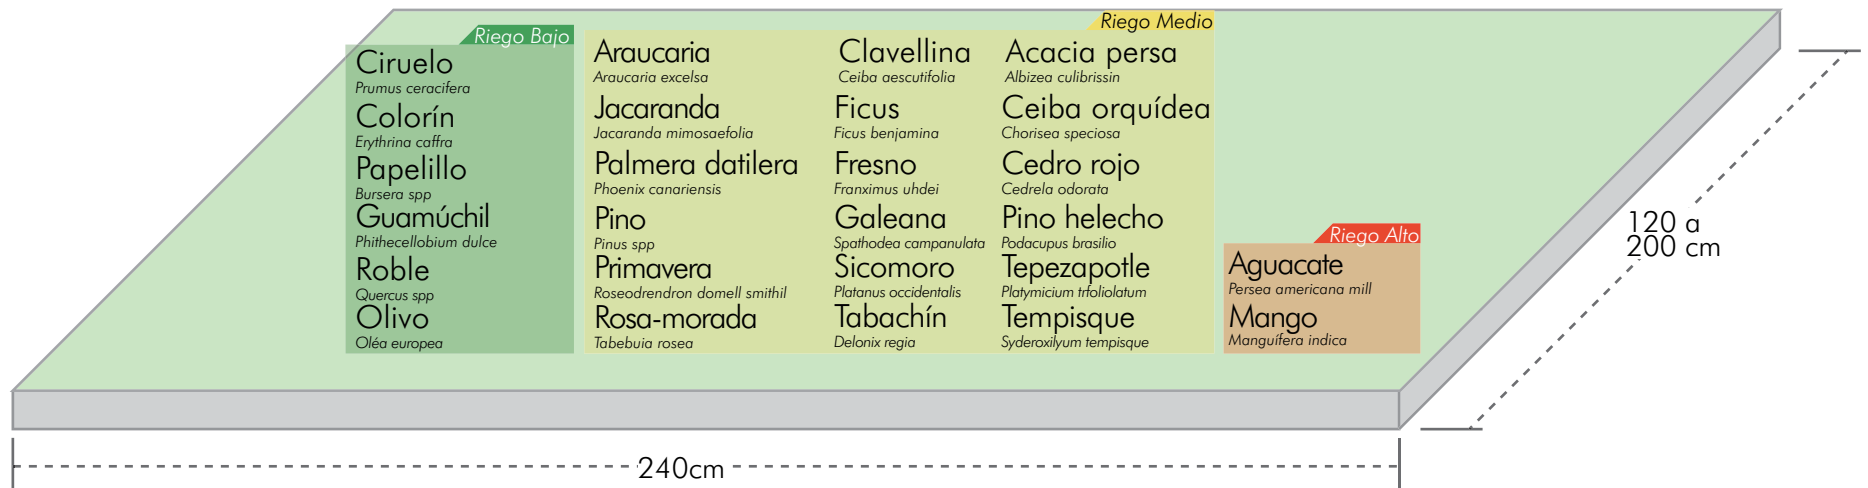 Riego Bajo
Ciruelo
Prumus ceracifera
Colorín
Erythrina caffra
Papelillo
Bursera spp
Guamúchil
Phithecellobium dulce
Roble
Quercus spp
Olivo
Oléa europea
Riego Medio
Araucaria
Araucaria excelsa
Jacaranda
Jacaranda mimosaefolia
Palmera datilera
Phoenix canariensis
Pino
Pinus spp
Primavera
Roseodrendron domell smithil
Rosa-morada
Tabebuia rosea
Clavellina
Ceiba aescutifolia
Ficus
Ficus benjamina
Fresno
Franximus uhdei
Galeana
Spathodea campanulata
Sicomoro
Platanus occidentalis
Tabachín
Delonix regia
Acacia persa
Albizea culibrissin
Ceiba orquídea
Chorisea speciosa
Cedro rojo
Cedrela odorata
Pino helecho
Podacupus brasilio
Tepezapotle
Platymicium trfoliolatum
Tempisque
Syderoxilyum tempisque
Riego Alto
Aguacate
Persea americana mill
Mango
Manguífera indica
120 a
200 cm
240cm